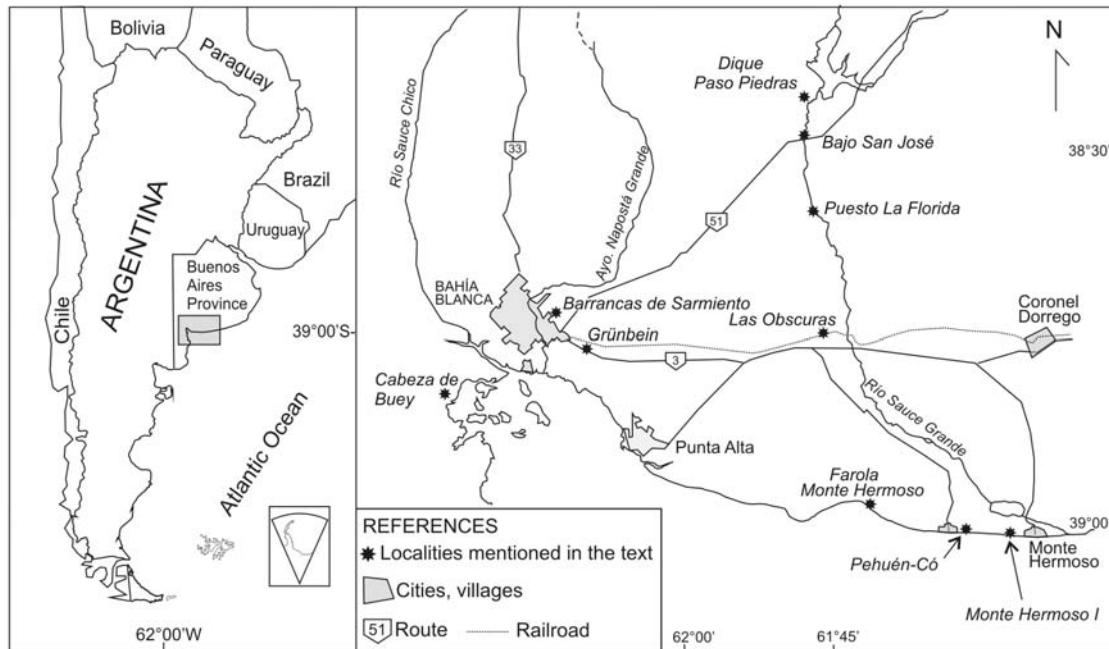 Bolivia
Paraguay
Brazil
Uruguay
ARGENTINA
Buenos
Aires
Province
Chile
39°00'S
Atlantic Ocean
62°00'W
N
Dique
Paso Piedras
Bajo San José
38°30'
Puesto La Florida
Río Sauce Chico
33
Ayo. Napostá Grande
51
BAHÍA
BLANCA
Barrancas de Sarmiento
Grünbein
Las Obscuras
Coronel
Dorrego
3
Cabeza de
Buey
Punta Alta
Río Sauce Grande
Farola
Monte Hermoso
39°00'
Pehuén-Có
Monte
Hermoso
Monte Hermoso I
REFERENCES
Localities mentioned in the text
Cities, villages
51 Route Railroad
62°00' 61°45'